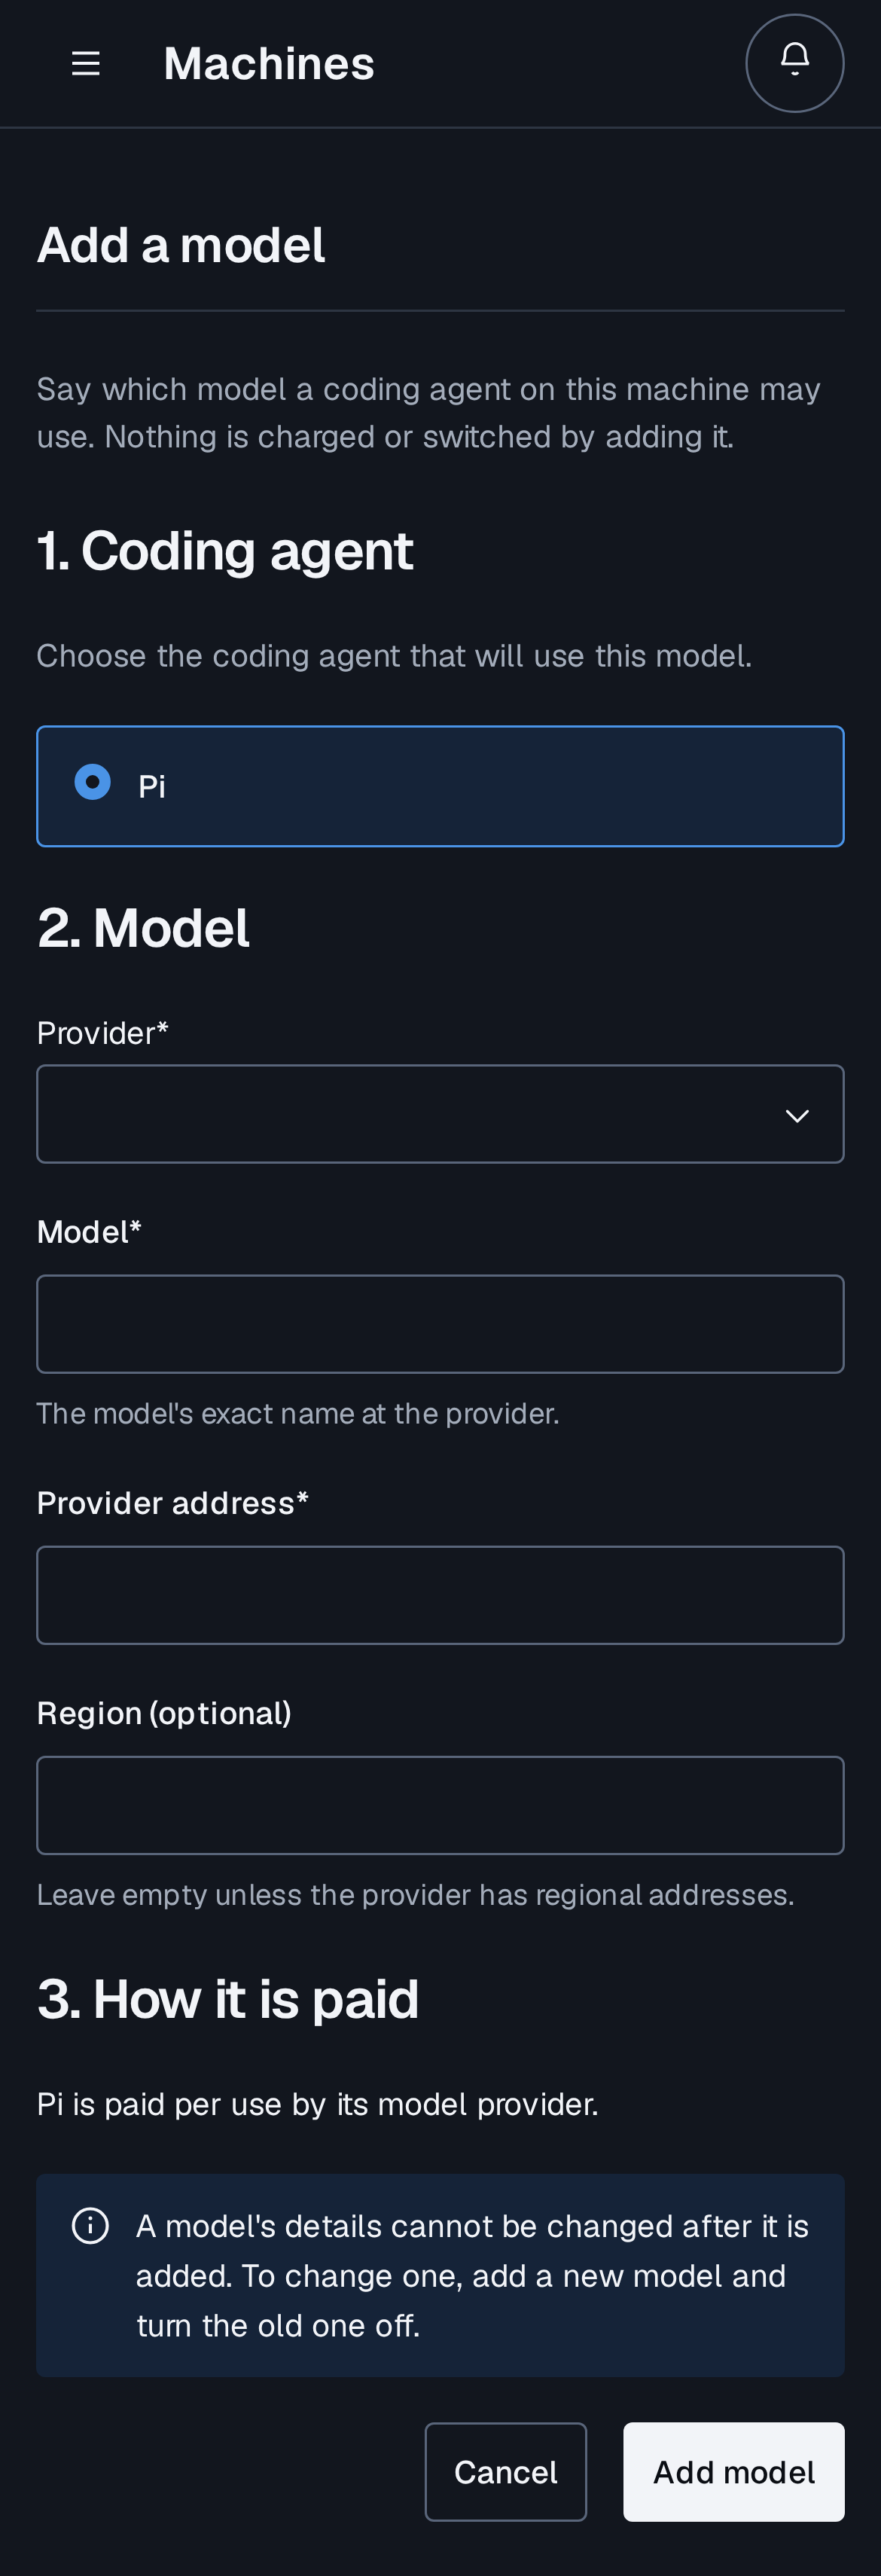 Machines
Add a model
Say which model a coding agent on this machine may
use. Nothing is charged or switched by adding it.
1. Coding agent
Choose the coding agent that will use this model.
Pi
2. Model
Provider*
Model*
The model's exact name at the provider.
Provider address*
Region (optional)
Leave empty unless the provider has regional addresses.
3. How it is paid
Pi is paid per use by its model provider.
A model's details cannot be changed after it is
added. To change one, add a new model and
turn the old one off.
Cancel
Add model